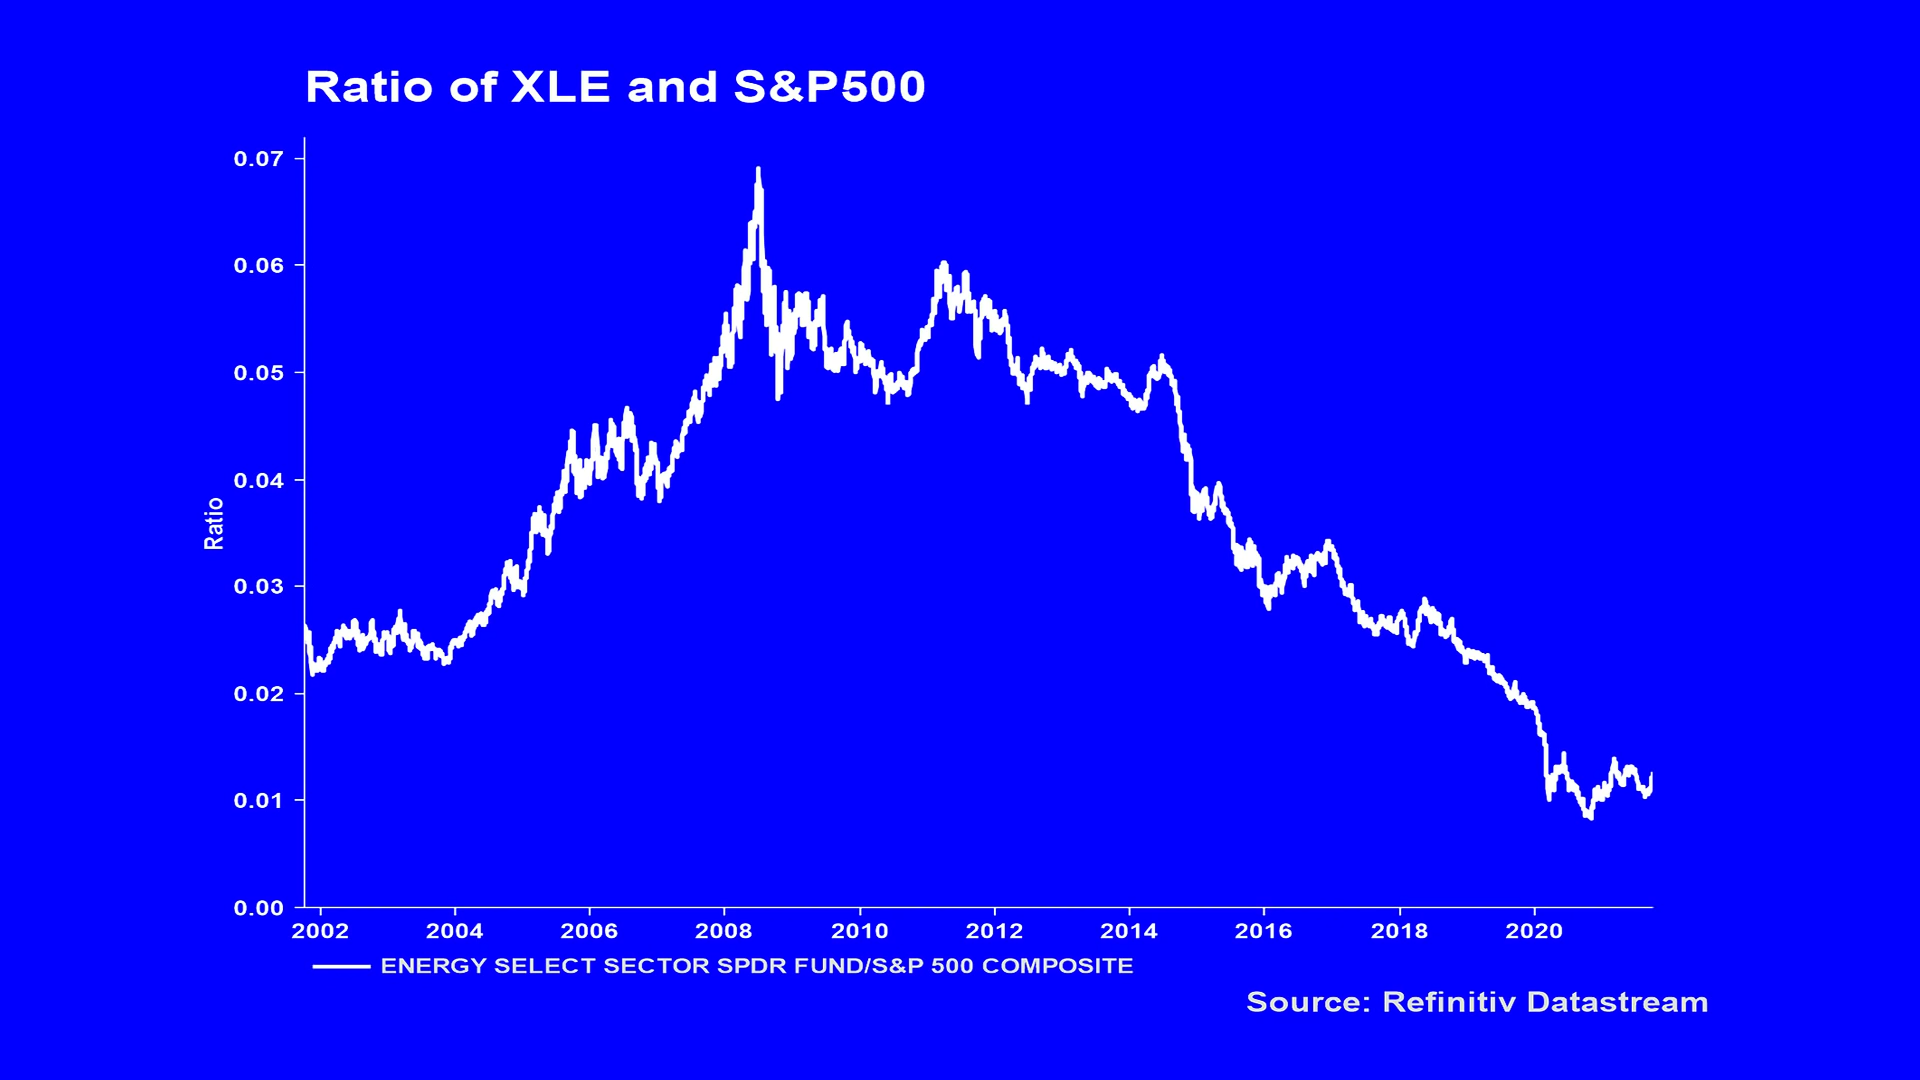 Ratio of XLE and S&P500
0.07
0.06
0.05
0.04
0.03
0.02
0.01
0.00
Ratio
2002 2004 2006 2008 2010 2012 2014 2016 2018 2020
ENERGY SELECT SECTOR SPDR FUND/S&P 500 COMPOSITE
Source: Refinitiv Datastream